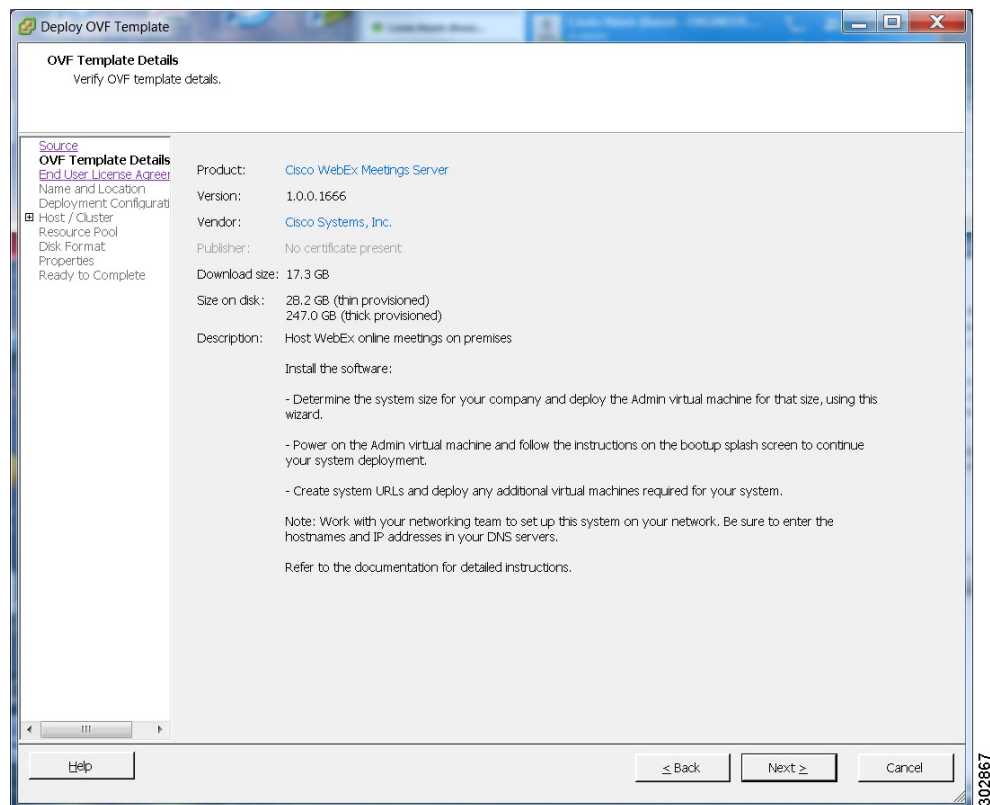 Deploy OVF Template
OVF Template Details
Verify OVF template details.
Source
OVF Template Details
End User License Agreer
Name and Location
Deployment Configurati
Host / Cluster
Resource Pool
Disk Format
Properties
Ready to Complete
Product: Cisco WebEx Meetings Server
Version: 1.0.0.1666
Vendor: Cisco Systems, Inc.
Publisher: No certificate present
Download size: 17.3 GB
Size on disk: 28.2 GB (thin provisioned)
247.0 GB (thick provisioned)
Description: Host WebEx online meetings on premises
Install the software:
- Determine the system size for your company and deploy the Admin virtual machine for that size, using this
wizard.
- Power on the Admin virtual machine and follow the instructions on the bootup splash screen to continue
your system deployment.
- Create system URLs and deploy any additional virtual machines required for your system.
Note: Work with your networking team to set up this system on your network. Be sure to enter the
hostnames and IP addresses in your DNS servers.
Refer to the documentation for detailed instructions.
Help
≤ Back
Next ≥
Cancel
302867